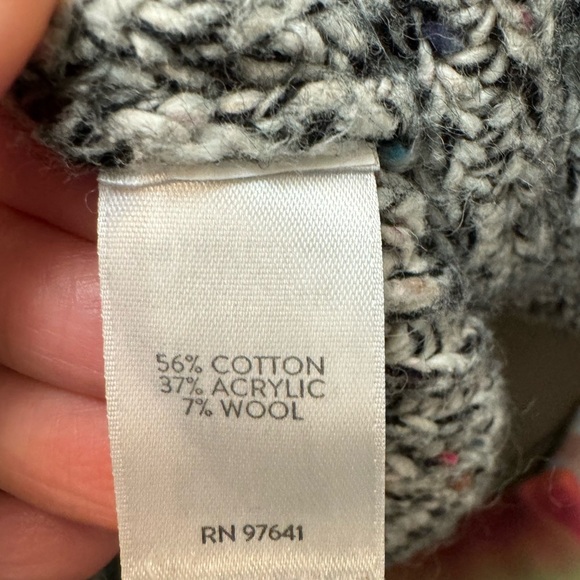 56% COTTON
37% ACRYLIC
7% WOOL
RN 97641